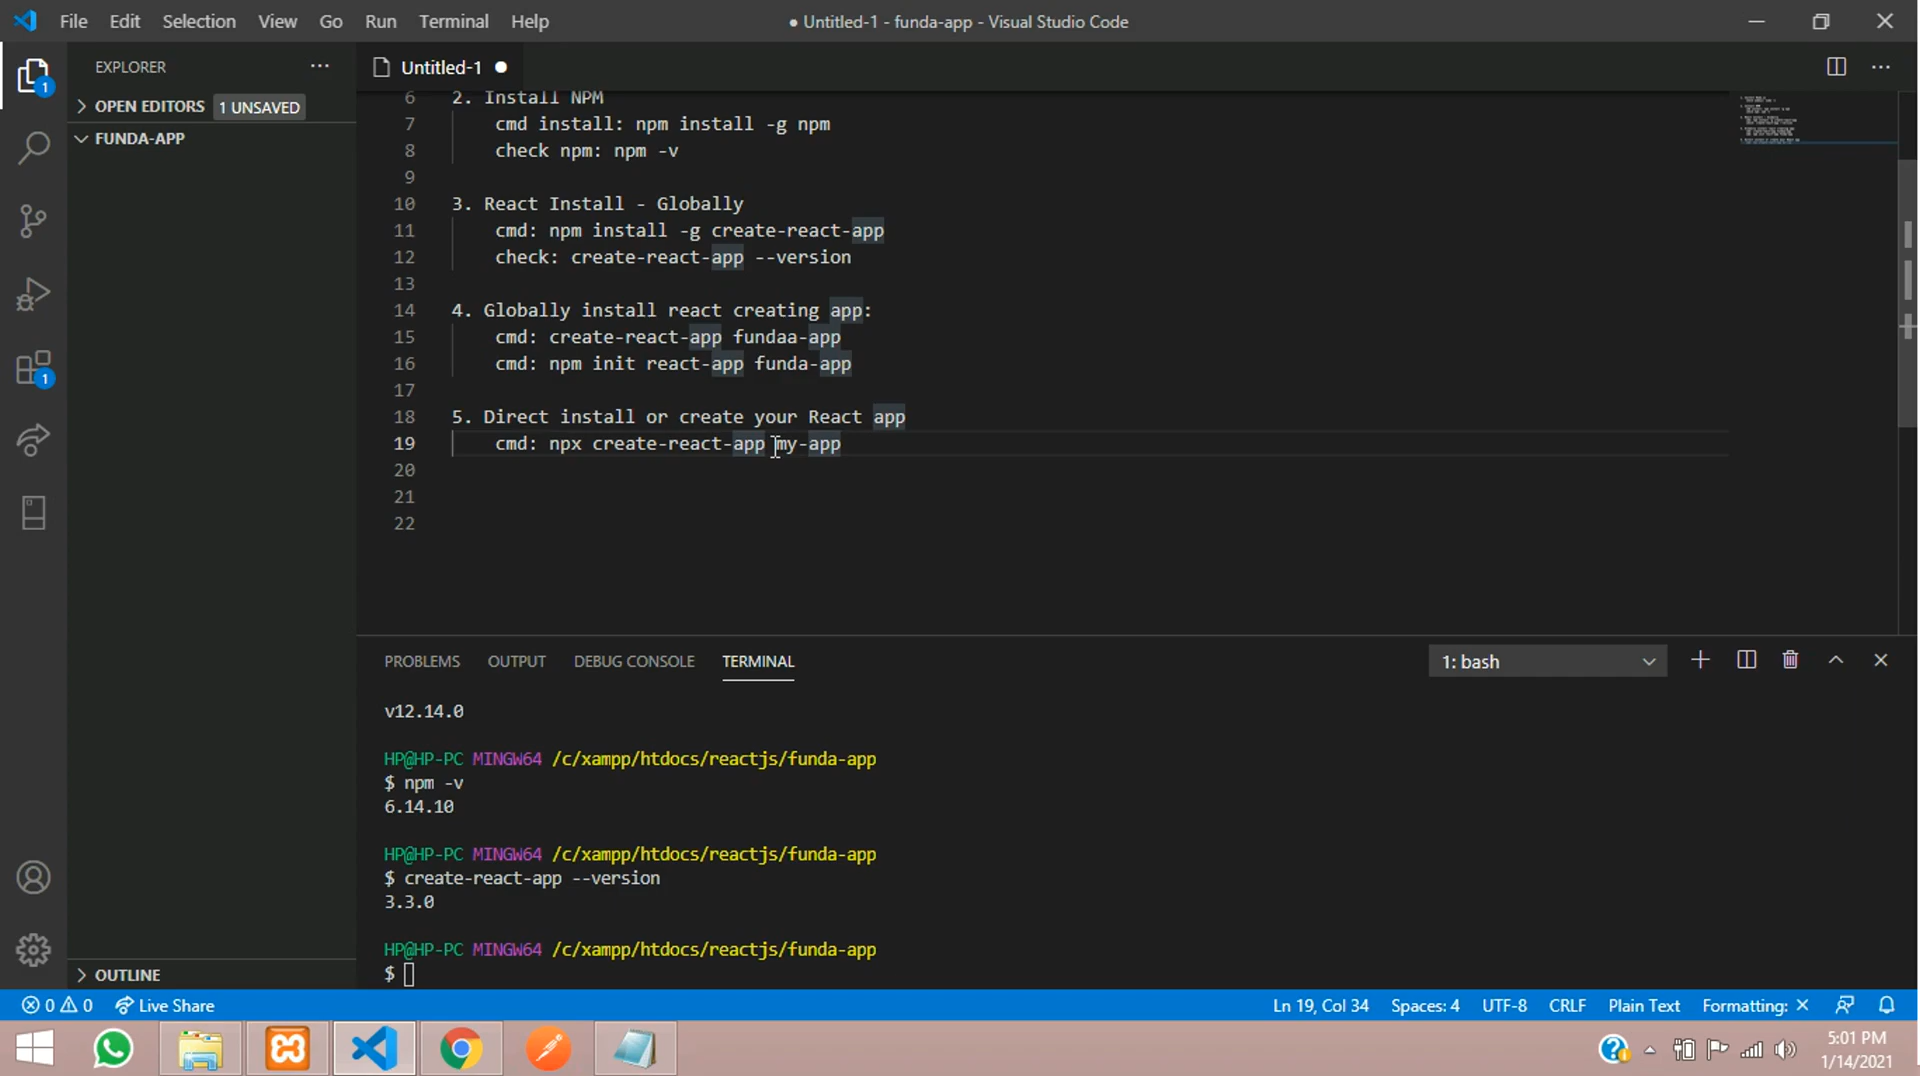 File Edit Selection View Go Run Terminal Help
● Untitled-1 - funda-app - Visual Studio Code
EXPLORER
Untitled-1
OPEN EDITORS 1 UNSAVED
FUNDA-APP
1
1
6 2. Install NPM
7 cmd install: npm install -g npm
8 check npm: npm -v
9
10 3. React Install - Globally
11 cmd: npm install -g create-react-app
12 check: create-react-app --version
13
14 4. Globally install react creating app:
15 cmd: create-react-app fundaa-app
16 cmd: npm init react-app funda-app
17
18 5. Direct install or create your React app
19 cmd: npx create-react-app my-app
20
21
22
PROBLEMS OUTPUT DEBUG CONSOLE TERMINAL
1: bash
v12.14.0
HP@HP-PC MINGW64 /c/xampp/htdocs/reactjs/funda-app
$ npm -v
6.14.10
HP@HP-PC MINGW64 /c/xampp/htdocs/reactjs/funda-app
$ create-react-app --version
3.3.0
HP@HP-PC MINGW64 /c/xampp/htdocs/reactjs/funda-app
$
OUTLINE
0 0 Live Share
Ln 19, Col 34 Spaces: 4 UTF-8 CRLF Plain Text Formatting: ×
5:01 PM
1/14/2021